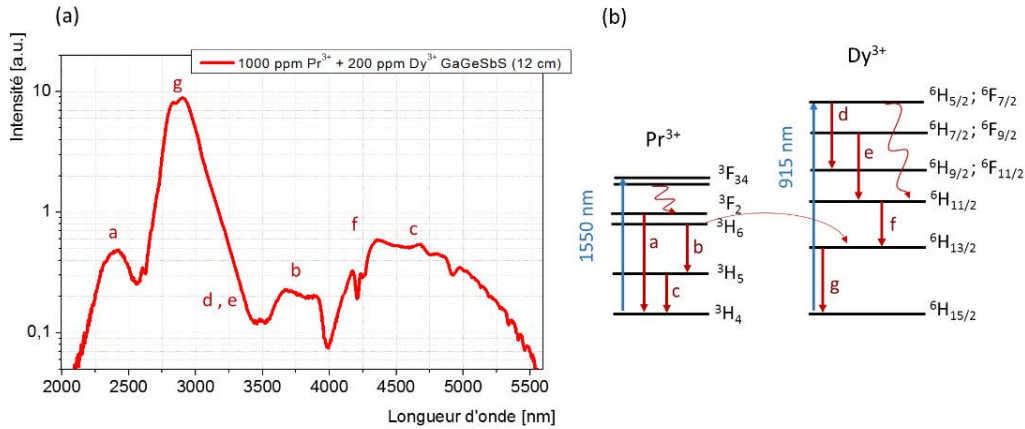 (a)
1000 ppm Pr³⁺ + 200 ppm Dy³⁺ GaGeSbS (12 cm)
Intensité [a.u.]
10
1
0,1
g
a
d , e
b
f
c
2000 2500 3000 3500 4000 4500 5000 5500
Longueur d'onde [nm]
(b)
Pr³⁺
1550 nm
³F₃₄
³F₂
³H₆
³H₅
³H₄
a
b
c
Dy³⁺
915 nm
⁶H₅/₂ ; ⁶F₇/₂
⁶H₇/₂ ; ⁶F₉/₂
⁶H₉/₂ ; ⁶F₁₁/₂
⁶H₁₁/₂
⁶H₁₃/₂
⁶H₁₅/₂
d
e
f
g